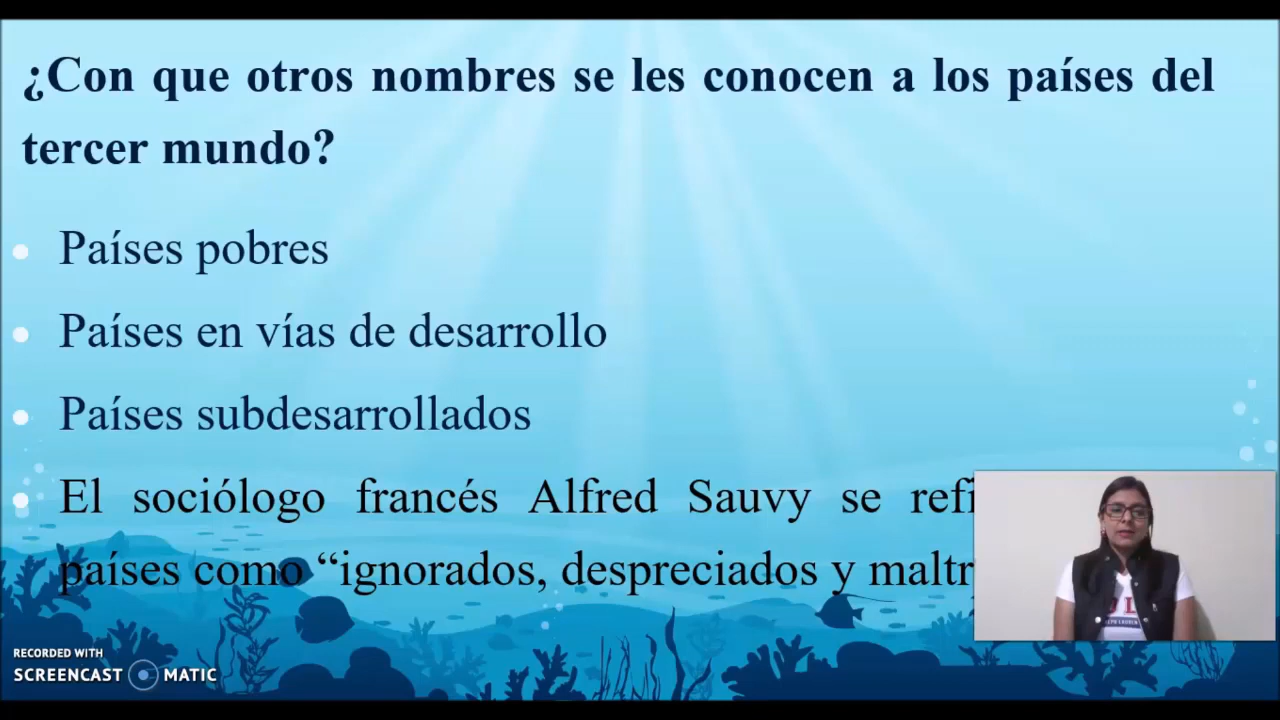 ¿Con que otros nombres se les conocen a los países del
tercer mundo?
Países pobres
Países en vías de desarrollo
Países subdesarrollados
El sociólogo francés Alfred Sauvy se
países como “ignorados, despreciados y
RECORDED WITH
SCREENCAST MATIC